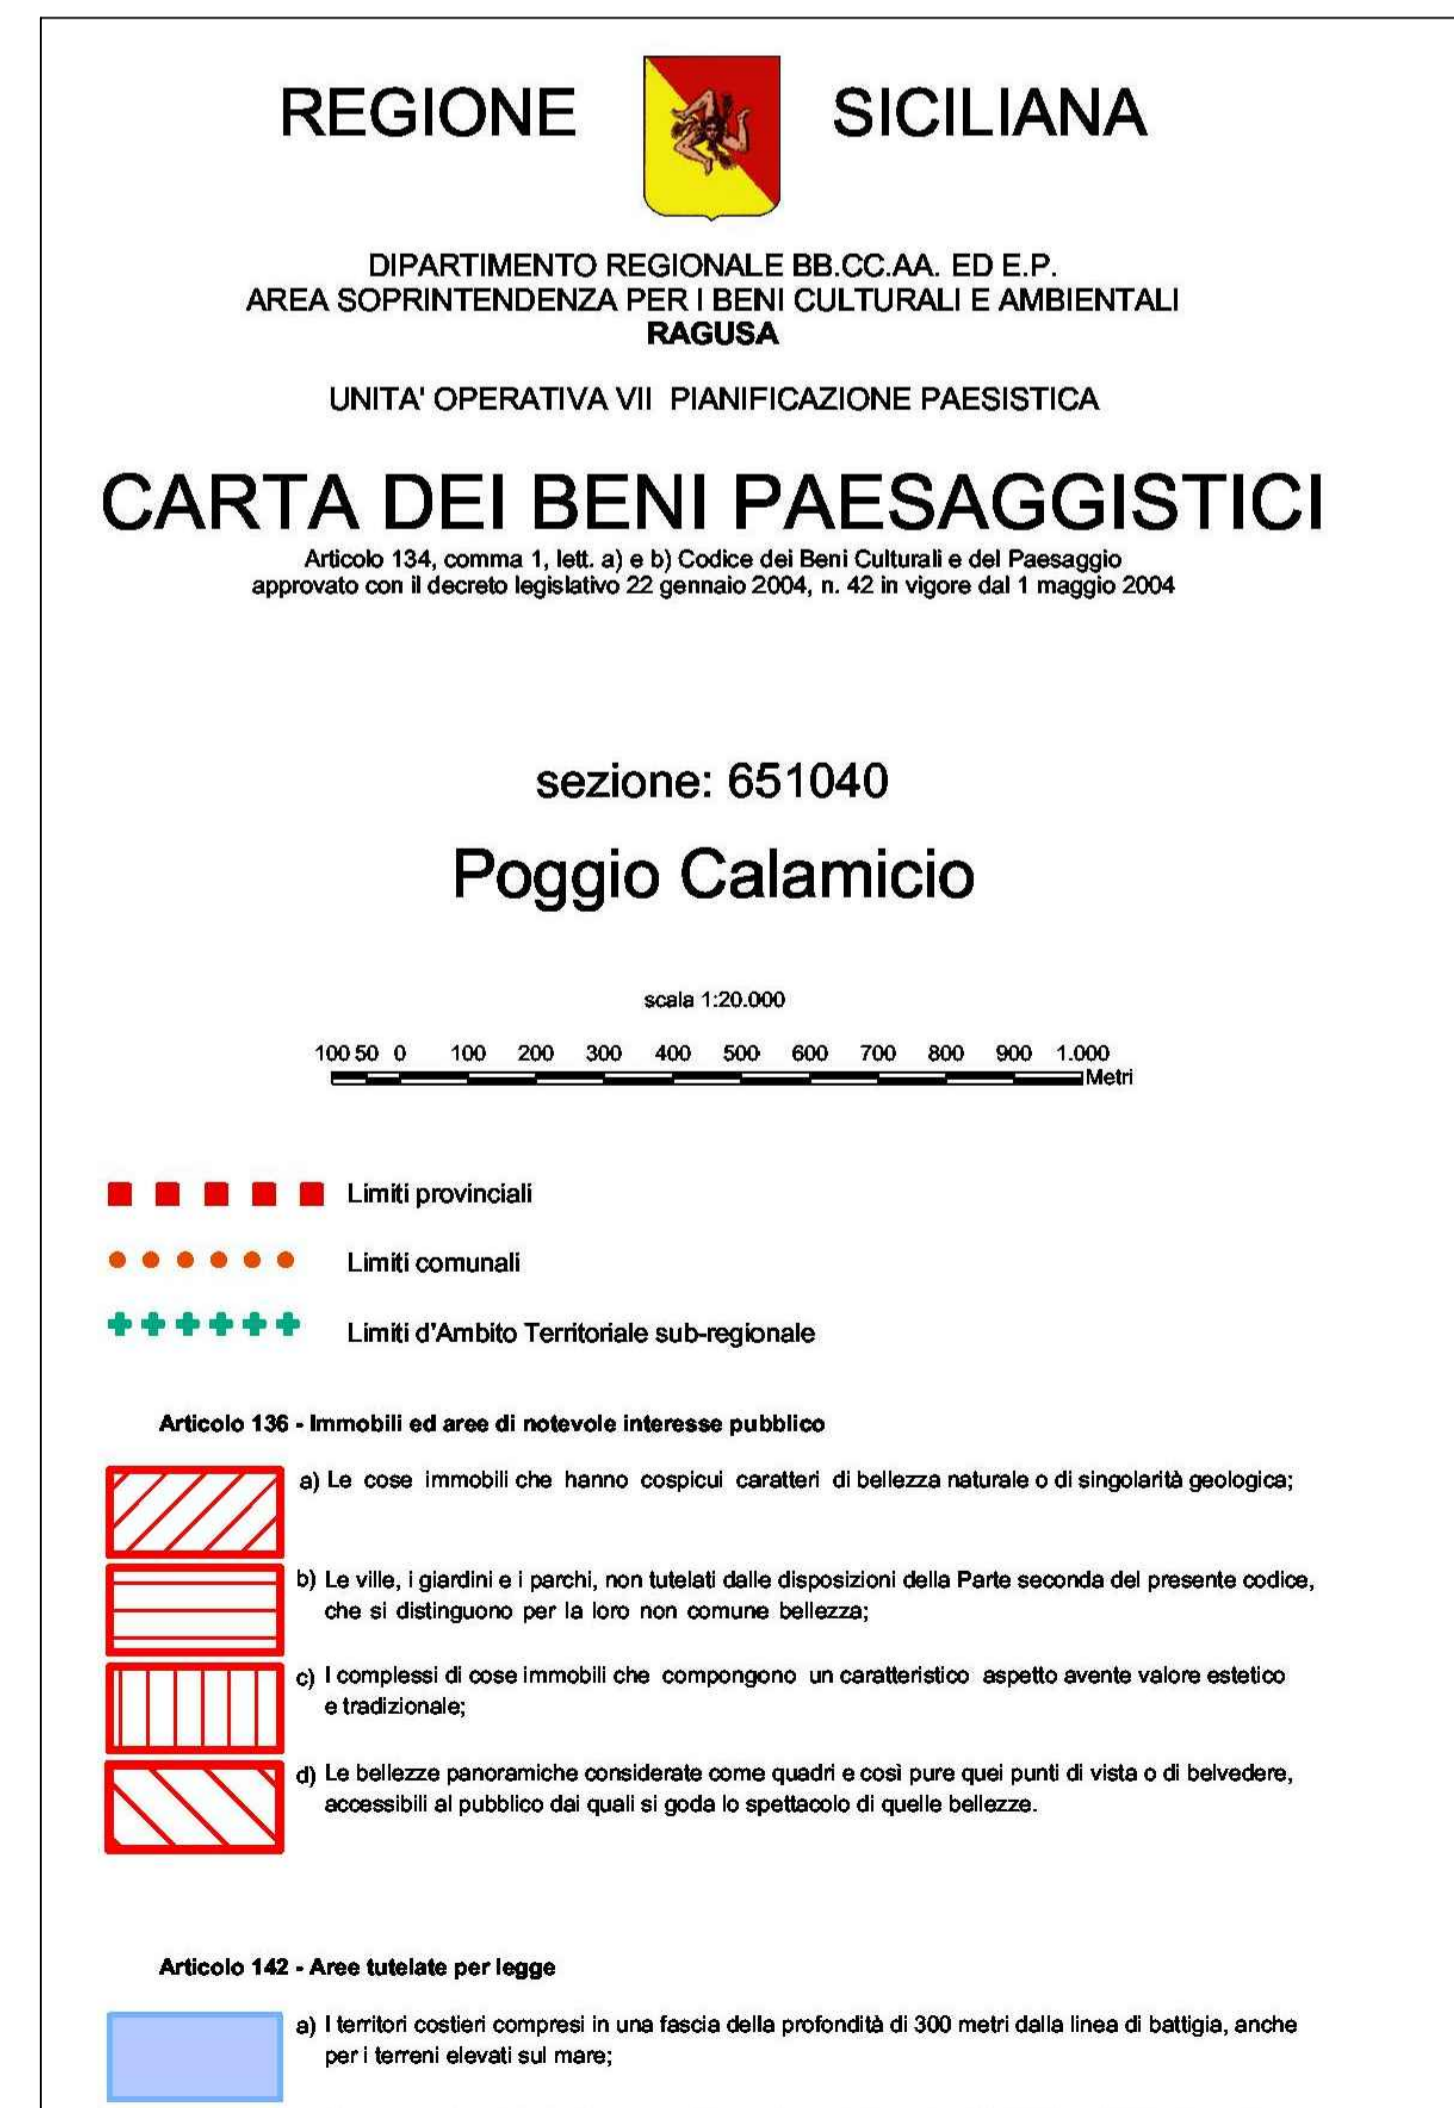 REGIONE SICILIANA
DIPARTIMENTO REGIONALE BB.CC.AA. ED E.P.
AREA SOPRINTENDENZA PER I BENI CULTURALI E AMBIENTALI
RAGUSA
UNITA' OPERATIVA VII PIANIFICAZIONE PAESISTICA
CARTA DEI BENI PAESAGGISTICI
Articolo 134, comma 1, lett. a) e b) Codice dei Beni Culturali e del Paesaggio
approvato con il decreto legislativo 22 gennaio 2004, n. 42 in vigore dal 1 maggio 2004
sezione: 651040
Poggio Calamicio
scala 1:20.000
100 50 0 100 200 300 400 500 600 700 800 900 1.000
Metri
Limiti provinciali
Limiti comunali
Limiti d'Ambito Territoriale sub-regionale
Articolo 136 - Immobili ed aree di notevole interesse pubblico
a) Le cose immobili che hanno cospicui caratteri di bellezza naturale o di singolarità geologica;
b) Le ville, i giardini e i parchi, non tutelati dalle disposizioni della Parte seconda del presente codice,
che si distinguono per la loro non comune bellezza;
c) I complessi di cose immobili che compongono un caratteristico aspetto avente valore estetico
e tradizionale;
d) Le bellezze panoramiche considerate come quadri e così pure quei punti di vista o di belvedere,
accessibili al pubblico dai quali si goda lo spettacolo di quelle bellezze.
Articolo 142 - Aree tutelate per legge
a) I territori costieri compresi in una fascia della profondità di 300 metri dalla linea di battigia, anche
per i terreni elevati sul mare;